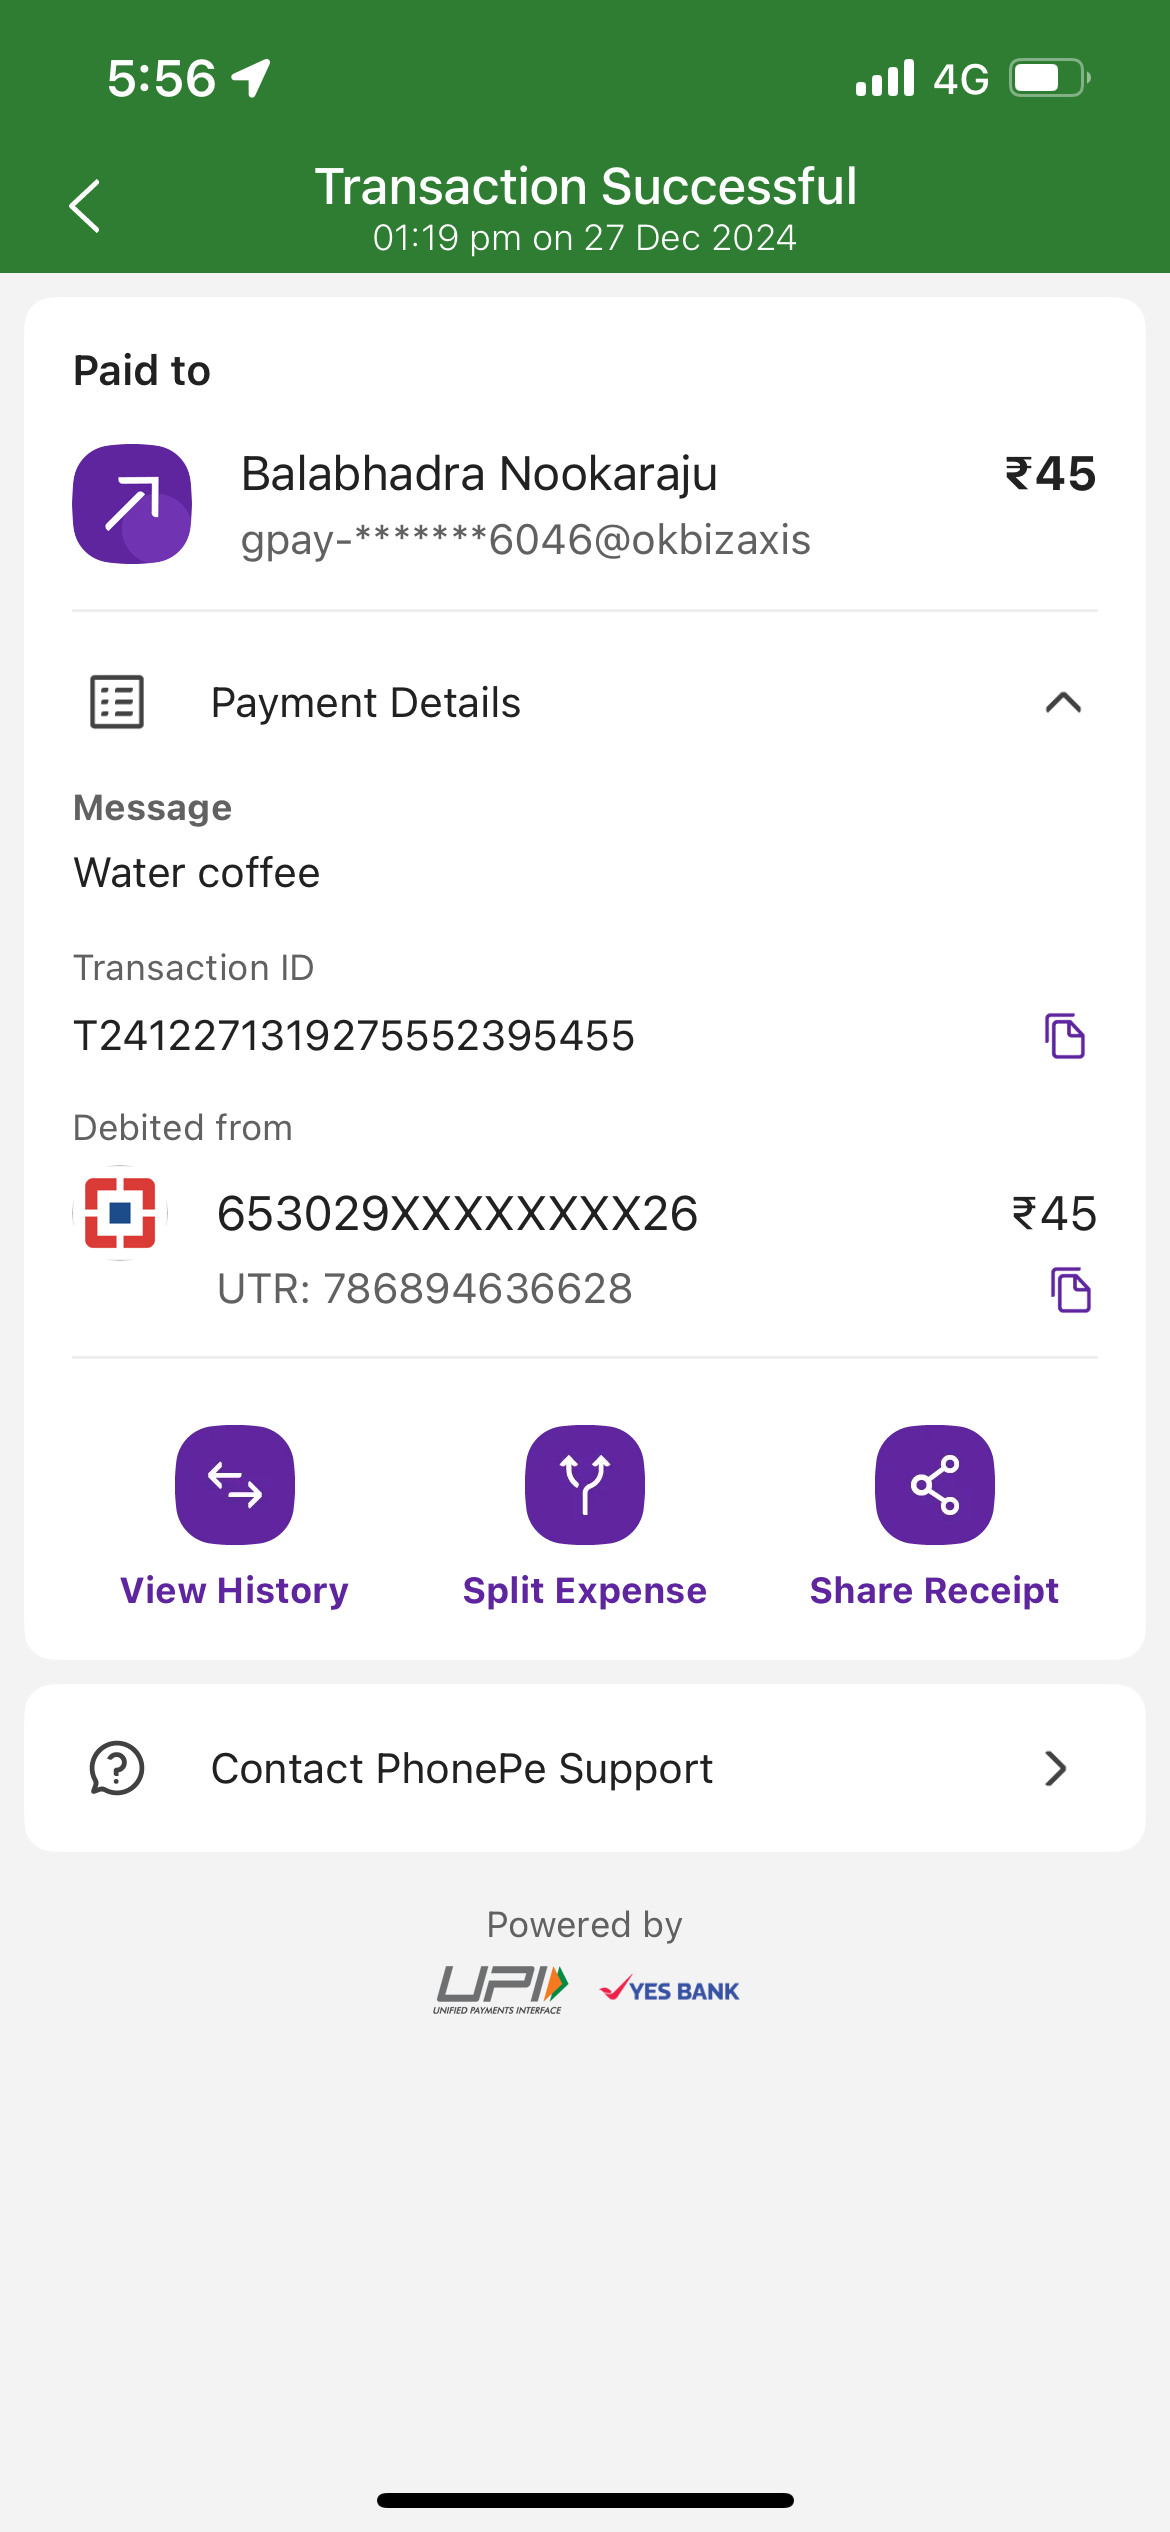 5:56
4G
Transaction Successful
01:19 pm on 27 Dec 2024
Paid to
Balabhadra Nookaraju
₹45
gpay-*******6046@okbizaxis
Payment Details
Message
Water coffee
Transaction ID
T2412271319275552395455
Debited from
653029XXXXXXXX26
₹45
UTR: 786894636628
View History
Split Expense
Share Receipt
Contact PhonePe Support
Powered by
UPI
UNIFIED PAYMENTS INTERFACE
YES BANK